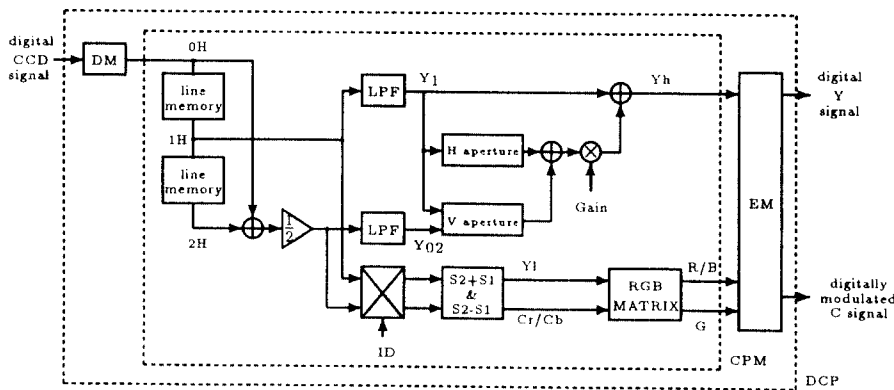 digital
CCD
signal
DM
0H
line
memory
1H
line
memory
2H
1/2
LPF
Y1
LPF
Y02
H aperture
V aperture
Gain
Yh
ID
S2+S1
&
S2-S1
Yl
Cr/Cb
RGB
MATRIX
R/B
G
EM
digital
Y
signal
digitally
modulated
C signal
CPM
DCP